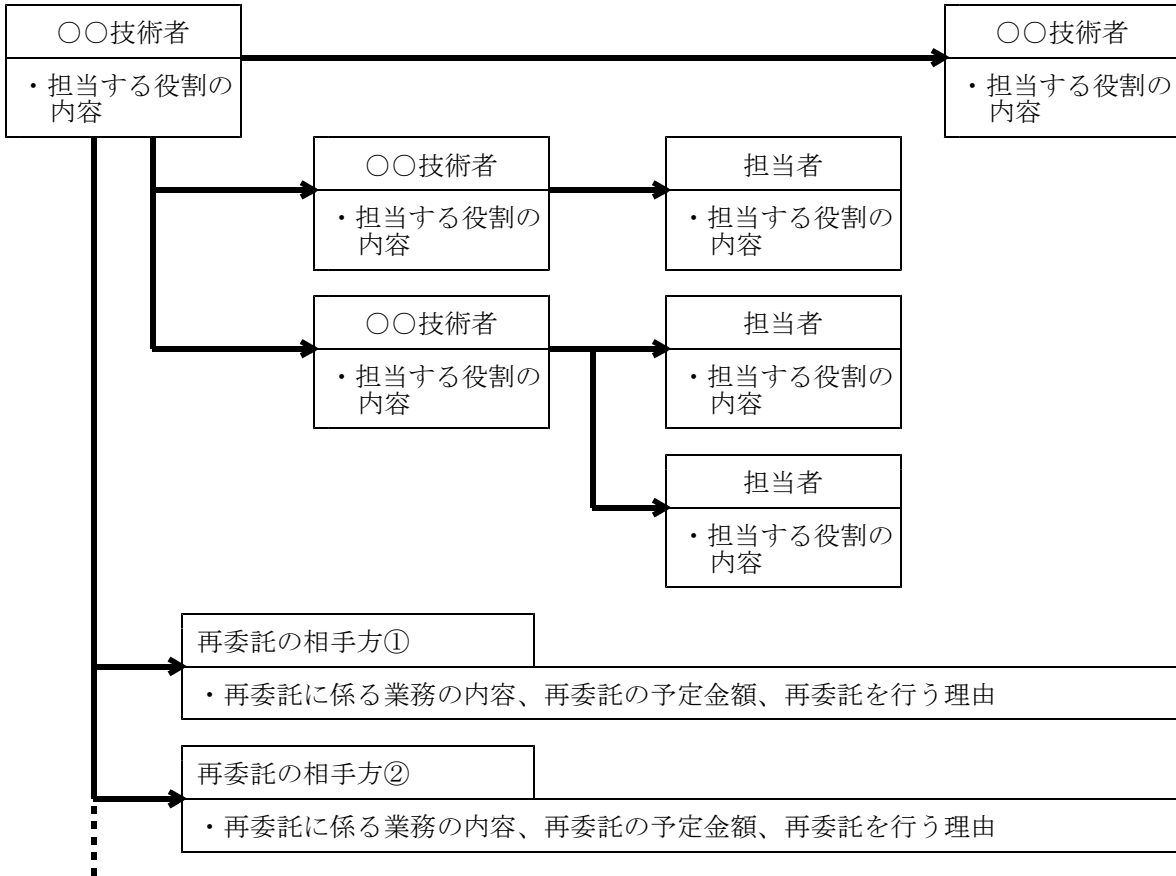 ○○技術者
・担当する役割の
内容
○○技術者
・担当する役割の
内容
○○技術者
・担当する役割の
内容
担当者
・担当する役割の
内容
○○技術者
・担当する役割の
内容
担当者
・担当する役割の
内容
担当者
・担当する役割の
内容
再委託の相手方①
・再委託に係る業務の内容、再委託の予定金額、再委託を行う理由
再委託の相手方②
・再委託に係る業務の内容、再委託の予定金額、再委託を行う理由